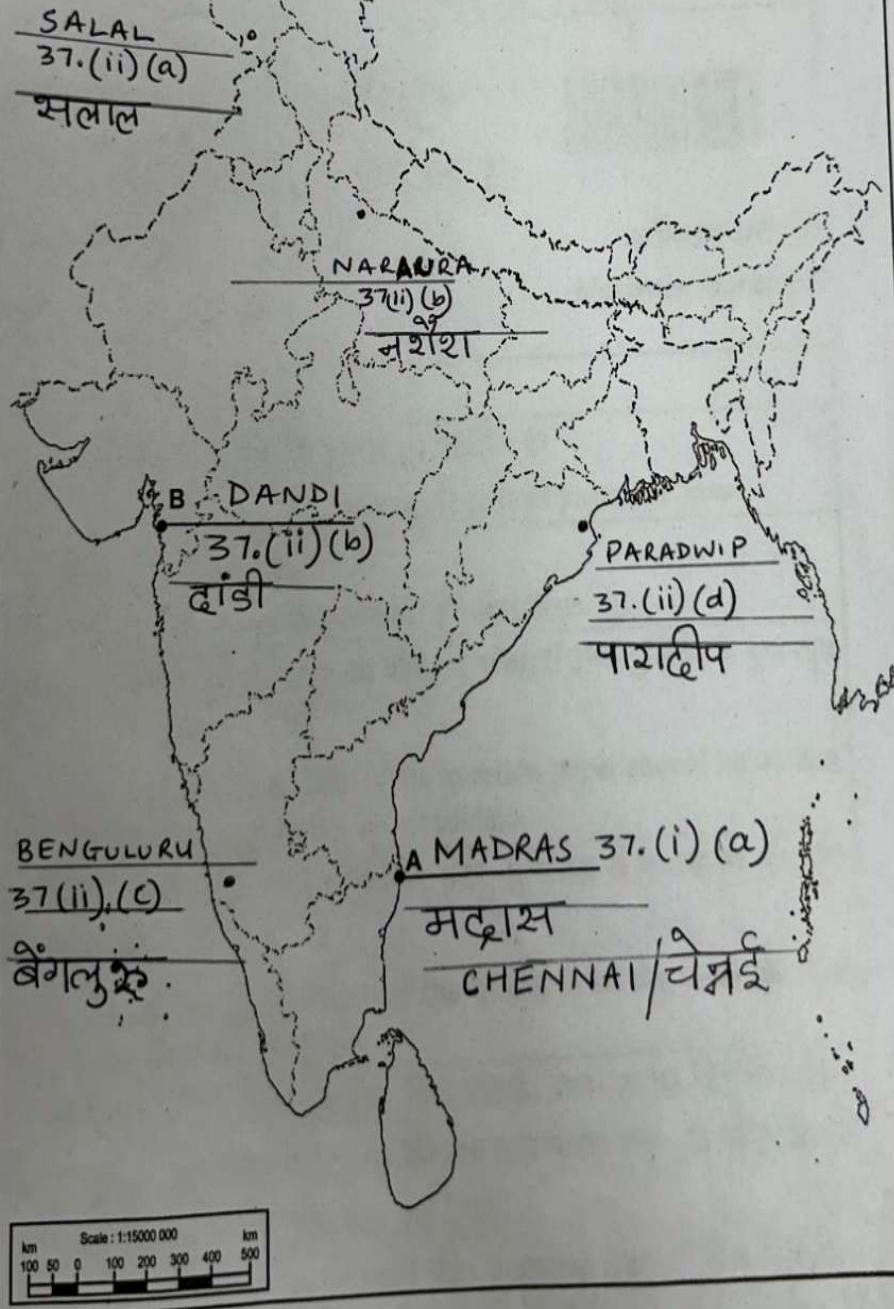 SALAL
37.(ii) (a)
सलाल
NARAURA
37(ii) (b)
नरौरा
B DANDI
37.(ii) (b)
दांडी
PARADWIP
37.(ii) (d)
पारादीप
BENGULURU
37(ii).(c)
बेंगलुरू
A MADRAS 37.(i) (a)
मद्रास
CHENNAI/चेन्नई
Scale : 1:15000 000
km km
100 50 0 100 200 300 400 500